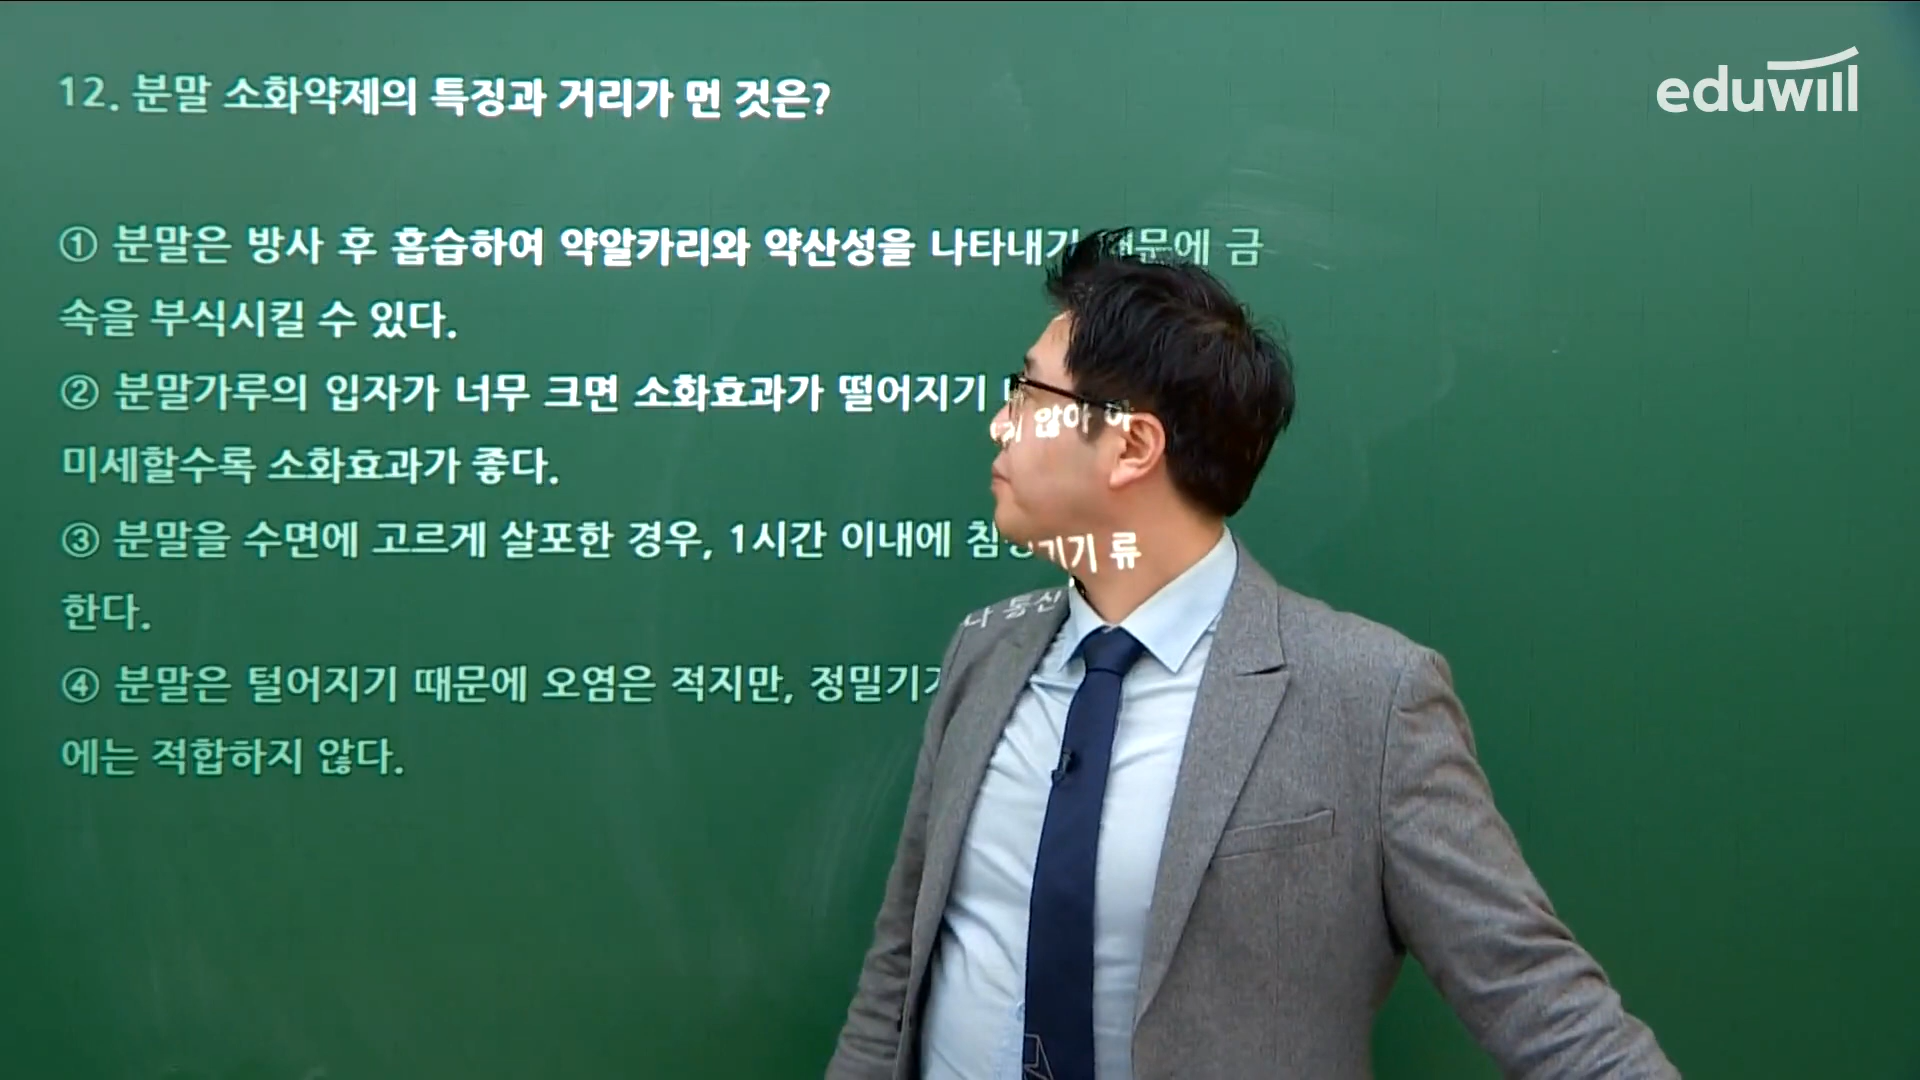 eduwill
12. 분말 소화약제의 특징과 거리가 먼 것은?
① 분말은 방사 후 흡습하여 약알카리와 약산성을 나타내기 때문에 금
속을 부식시킬 수 있다.
② 분말가루의 입자가 너무 크면 소화효과가 떨어지기
미세할수록 소화효과가 좋다.
③ 분말을 수면에 고르게 살포한 경우, 1시간 이내에
한다.
④ 분말은 털어지기 때문에 오염은 적지만, 정밀기기 류
에는 적합하지 않다.